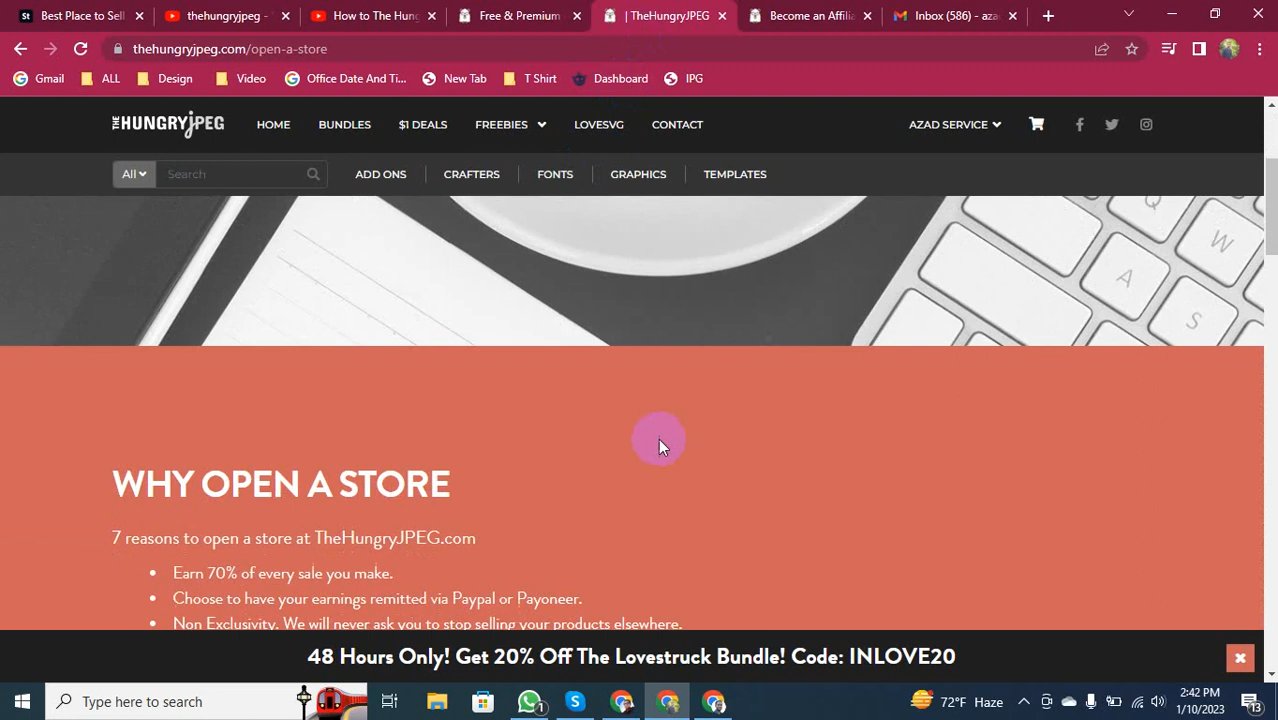 Best Place to Sell
thehungryjpeg -
How to The Hung
Free & Premium
| TheHungryJPEG
Become an Affilia
Inbox (586) - aza
thehungryjpeg.com/open-a-store
Gmail
ALL
Design
Video
Office Date And Ti...
New Tab
T Shirt
Dashboard
IPG
THE HUNGRY JPEG
HOME
BUNDLES
$1 DEALS
FREEBIES
LOVESVG
CONTACT
AZAD SERVICE
All
Search
ADD ONS
CRAFTERS
FONTS
GRAPHICS
TEMPLATES
Q
W
A
S
WHY OPEN A STORE
7 reasons to open a store at TheHungryJPEG.com
• Earn 70% of every sale you make.
• Choose to have your earnings remitted via Paypal or Payoneer.
• Non Exclusivity. We will never ask you to stop selling your products elsewhere.
48 Hours Only! Get 20% Off The Lovestruck Bundle! Code: INLOVE20
Type here to search
1
72°F Haze
2:42 PM
1/10/2023
13